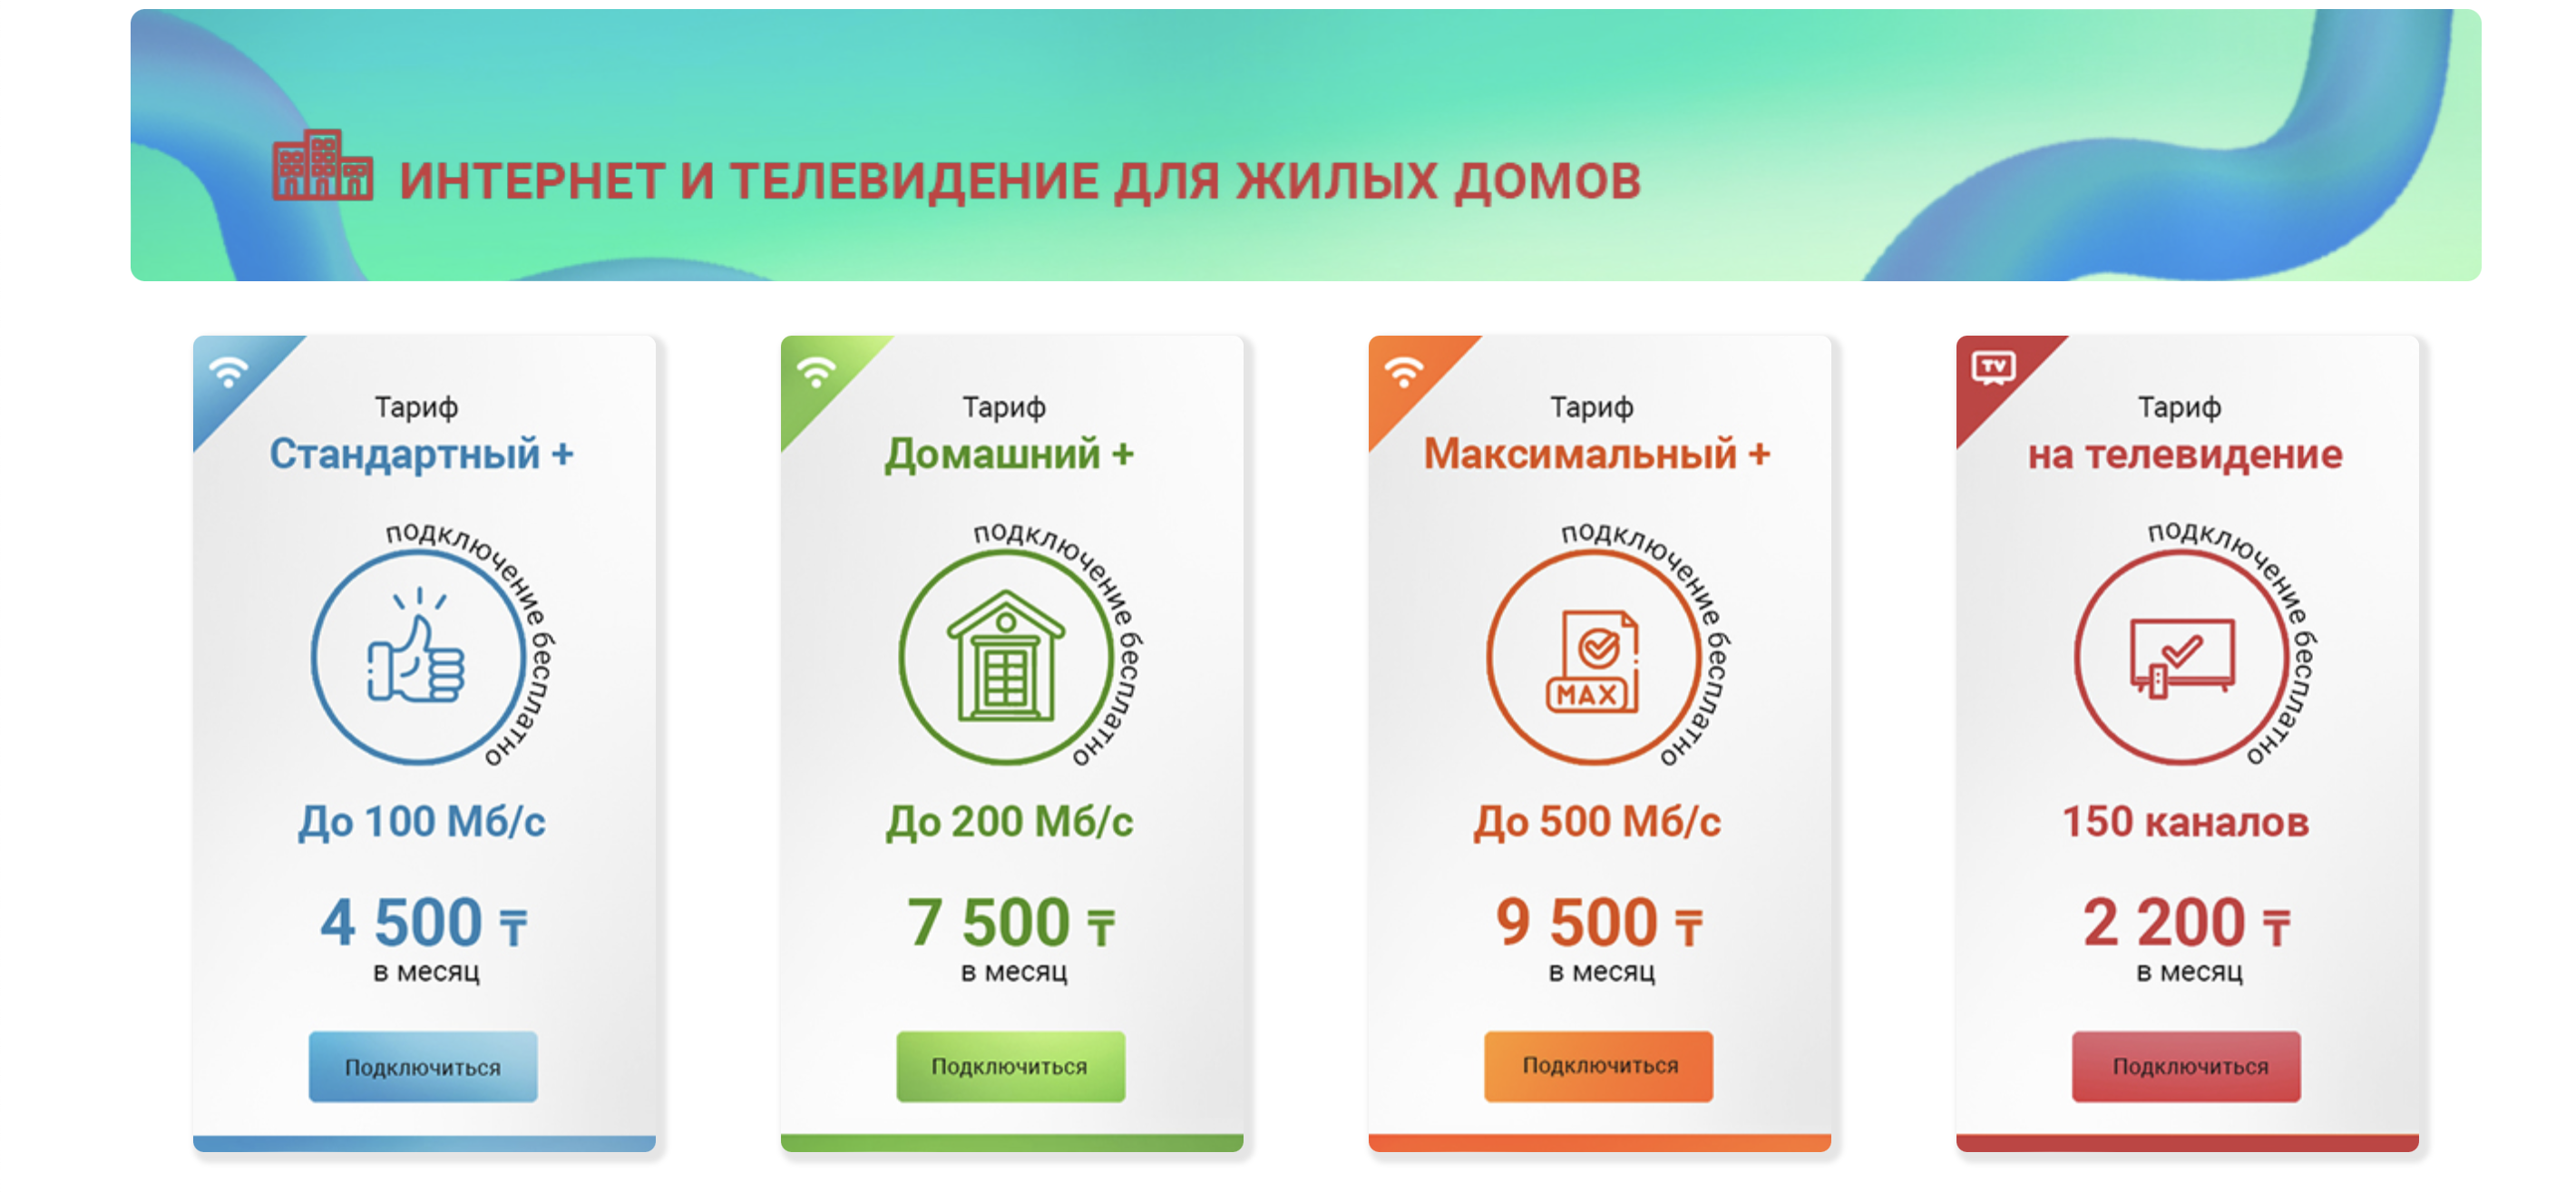 ИНТЕРНЕТ И ТЕЛЕВИДЕНИЕ ДЛЯ ЖИЛЫХ ДОМОВ
Тариф
Стандартный +
подключение бесплатно
До 100 Мб/с
4 500 ₸
в месяц
Подключиться
Тариф
Домашний +
подключение бесплатно
До 200 Мб/с
7 500 ₸
в месяц
Подключиться
Тариф
Максимальный +
подключение бесплатно
MAX
До 500 Мб/с
9 500 ₸
в месяц
Подключиться
TV
Тариф
на телевидение
подключение бесплатно
150 каналов
2 200 ₸
в месяц
Подключиться